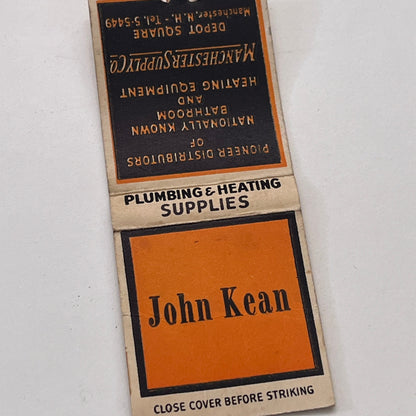 PIONEER DISTRIBUTORS
OF
NATIONALLY KNOWN
BATHROOM
AND
HEATING EQUIPMENT
MANCHESTER SUPPLY CO.
DEPOT SQUARE
Manchester, N. H. - Tel. 5-5449
PLUMBING & HEATING
SUPPLIES
John Kean
CLOSE COVER BEFORE STRIKING